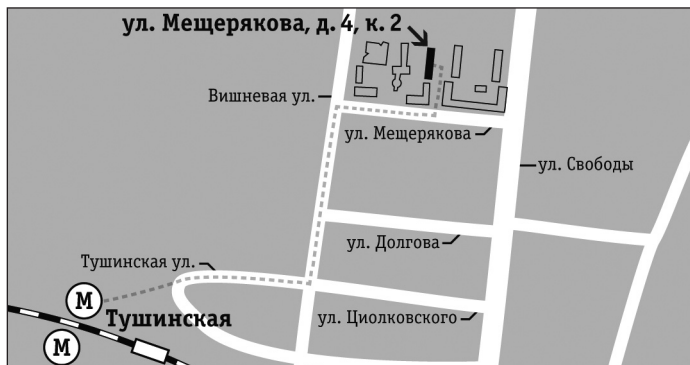 ул. Мещерякова, д. 4, к. 2
Вишневая ул.
ул. Мещерякова
ул. Свободы
ул. Долгова
Тушинская ул.
М
Тушинская
ул. Циолковского
М